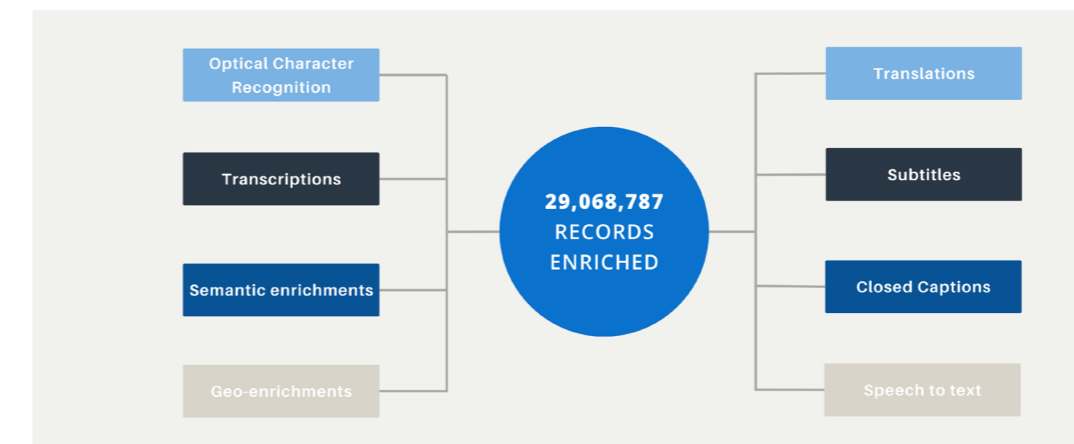 Optical Character
Recognition
Transcriptions
Semantic enrichments
Geo-enrichments
29,068,787
RECORDS
ENRICHED
Translations
Subtitles
Closed Captions
Speech to text